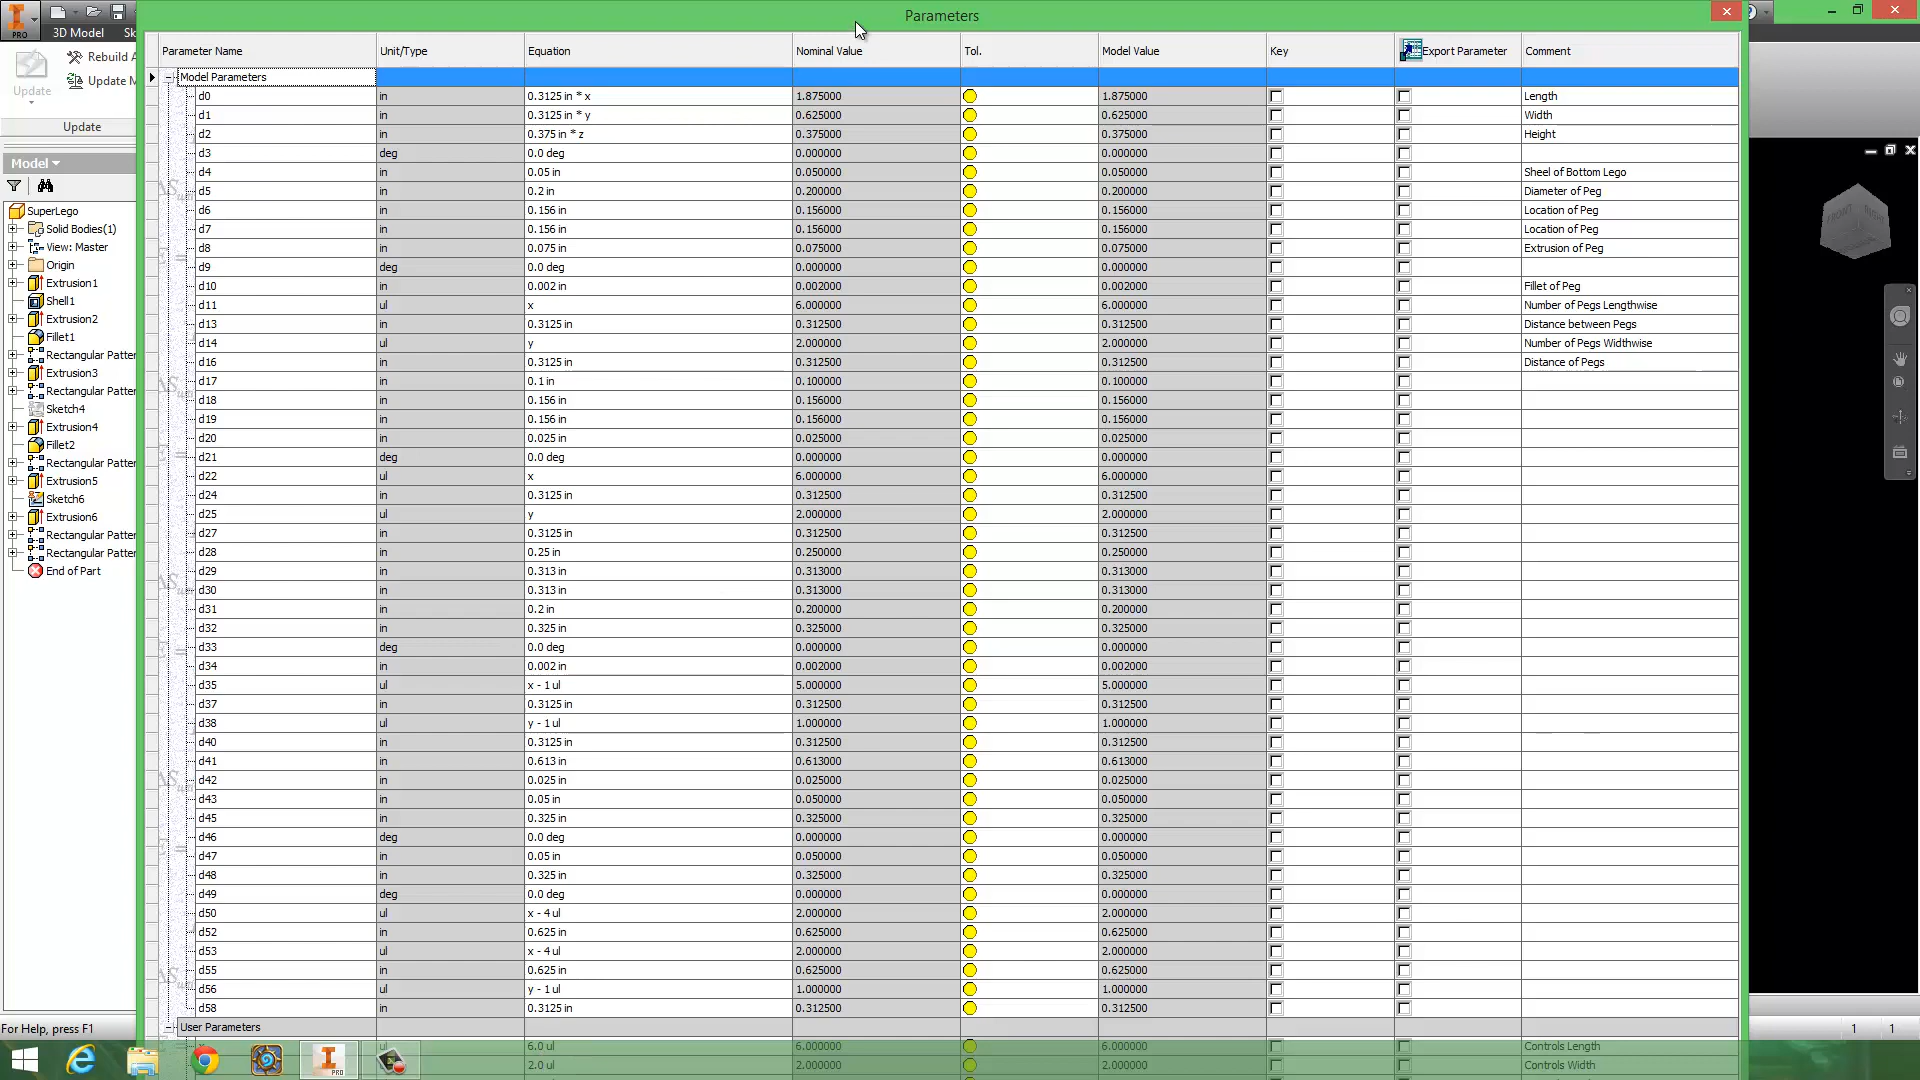 Parameters
PRO
3D Model Sk
Rebuild A
Update M
Update
Update
Model
SuperLego
Solid Bodies(1)
View: Master
Origin
Extrusion1
Shell1
Extrusion2
Fillet1
Rectangular Patter
Extrusion3
Rectangular Patter
Sketch4
Extrusion4
Fillet2
Rectangular Patter
Extrusion5
Sketch6
Extrusion6
Rectangular Patter
Rectangular Patter
End of Part
Parameter Name Unit/Type Equation Nominal Value Tol. Model Value Key Export Parameter Comment
Model Parameters
d0 in 0.3125 in * x 1.875000 1.875000 Length
d1 in 0.3125 in * y 0.625000 0.625000 Width
d2 in 0.375 in * z 0.375000 0.375000 Height
d3 deg 0.0 deg 0.000000 0.000000
d4 in 0.05 in 0.050000 0.050000 Sheel of Bottom Lego
d5 in 0.2 in 0.200000 0.200000 Diameter of Peg
d6 in 0.156 in 0.156000 0.156000 Location of Peg
d7 in 0.156 in 0.156000 0.156000 Location of Peg
d8 in 0.075 in 0.075000 0.075000 Extrusion of Peg
d9 deg 0.0 deg 0.000000 0.000000
d10 in 0.002 in 0.002000 0.002000 Fillet of Peg
d11 ul x 6.000000 6.000000 Number of Pegs Lengthwise
d13 in 0.3125 in 0.312500 0.312500 Distance between Pegs
d14 ul y 2.000000 2.000000 Number of Pegs Widthwise
d16 in 0.3125 in 0.312500 0.312500 Distance of Pegs
d17 in 0.1 in 0.100000 0.100000
d18 in 0.156 in 0.156000 0.156000
d19 in 0.156 in 0.156000 0.156000
d20 in 0.025 in 0.025000 0.025000
d21 deg 0.0 deg 0.000000 0.000000
d22 ul x 6.000000 6.000000
d24 in 0.3125 in 0.312500 0.312500
d25 ul y 2.000000 2.000000
d27 in 0.3125 in 0.312500 0.312500
d28 in 0.25 in 0.250000 0.250000
d29 in 0.313 in 0.313000 0.313000
d30 in 0.313 in 0.313000 0.313000
d31 in 0.2 in 0.200000 0.200000
d32 in 0.325 in 0.325000 0.325000
d33 deg 0.0 deg 0.000000 0.000000
d34 in 0.002 in 0.002000 0.002000
d35 ul x - 1 ul 5.000000 5.000000
d37 in 0.3125 in 0.312500 0.312500
d38 ul y - 1 ul 1.000000 1.000000
d40 in 0.3125 in 0.312500 0.312500
d41 in 0.613 in 0.613000 0.613000
d42 in 0.025 in 0.025000 0.025000
d43 in 0.05 in 0.050000 0.050000
d45 in 0.325 in 0.325000 0.325000
d46 deg 0.0 deg 0.000000 0.000000
d47 in 0.05 in 0.050000 0.050000
d48 in 0.325 in 0.325000 0.325000
d49 deg 0.0 deg 0.000000 0.000000
d50 ul x - 4 ul 2.000000 2.000000
d52 in 0.625 in 0.625000 0.625000
d53 ul x - 4 ul 2.000000 2.000000
d55 in 0.625 in 0.625000 0.625000
d56 ul y - 1 ul 1.000000 1.000000
d58 in 0.3125 in 0.312500 0.312500
User Parameters
ul 6.0 ul 6.000000 6.000000 Controls Length
2.0 ul 2.000000 2.000000 Controls Width
For Help, press F1
1 1
PRO